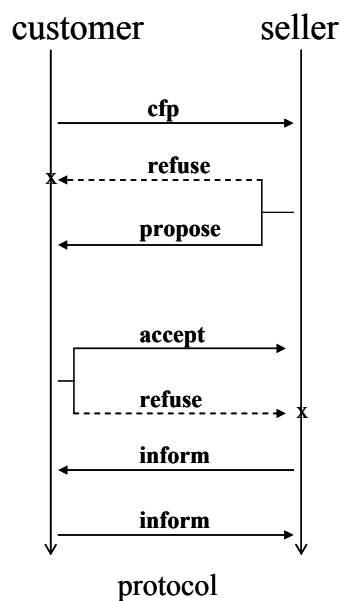 customer seller
cfp
x refuse
propose
accept
refuse x
inform
inform
protocol